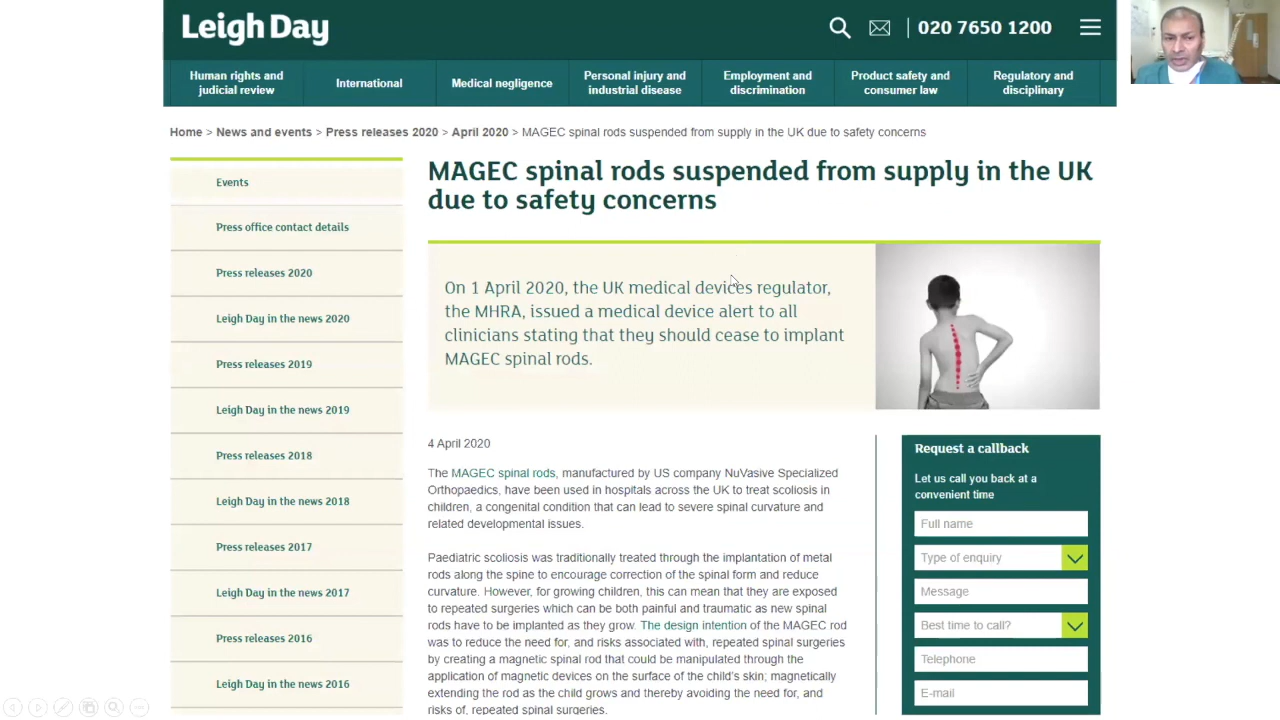 Leigh Day
020 7650 1200
Human rights and
judicial review
International
Medical negligence
Personal injury and
industrial disease
Employment and
discrimination
Product safety and
consumer law
Regulatory and
disciplinary
Home > News and events > Press releases 2020 > April 2020 > MAGEC spinal rods suspended from supply in the UK due to safety concerns
Events
Press office contact details
Press releases 2020
Leigh Day in the news 2020
Press releases 2019
Leigh Day in the news 2019
Press releases 2018
Leigh Day in the news 2018
Press releases 2017
Leigh Day in the news 2017
Press releases 2016
Leigh Day in the news 2016
MAGEC spinal rods suspended from supply in the UK
due to safety concerns
On 1 April 2020, the UK medical devices regulator,
the MHRA, issued a medical device alert to all
clinicians stating that they should cease to implant
MAGEC spinal rods.
4 April 2020
The MAGEC spinal rods, manufactured by US company NuVasive Specialized
Orthopaedics, have been used in hospitals across the UK to treat scoliosis in
children, a congenital condition that can lead to severe spinal curvature and
related developmental issues.
Paediatric scoliosis was traditionally treated through the implantation of metal
rods along the spine to encourage correction of the spinal form and reduce
curvature. However, for growing children, this can mean that they are exposed
to repeated surgeries which can be both painful and traumatic as new spinal
rods have to be implanted as they grow. The design intention of the MAGEC rod
was to reduce the need for, and risks associated with, repeated spinal surgeries
by creating a magnetic spinal rod that could be manipulated through the
application of magnetic devices on the surface of the child's skin; magnetically
extending the rod as the child grows and thereby avoiding the need for, and
risks of, repeated spinal surgeries.
Request a callback
Let us call you back at a
convenient time
Full name
Type of enquiry
Message
Best time to call?
Telephone
E-mail